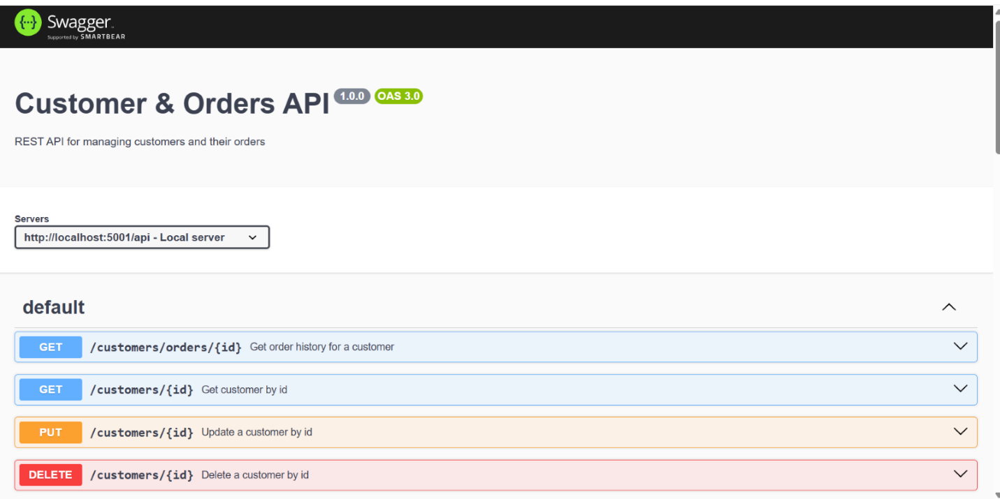 {··}
Swagger™
Supported by SMARTBEAR
Customer & Orders API 1.0.0 OAS 3.0
REST API for managing customers and their orders
Servers
http://localhost:5001/api - Local server
default
GET /customers/orders/{id} Get order history for a customer
GET /customers/{id} Get customer by id
PUT /customers/{id} Update a customer by id
DELETE /customers/{id} Delete a customer by id